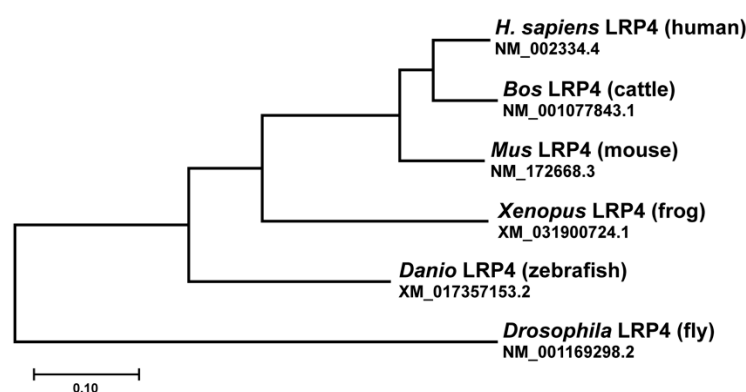 H. sapiens LRP4 (human)
NM_002334.4
Bos LRP4 (cattle)
NM_001077843.1
Mus LRP4 (mouse)
NM_172668.3
Xenopus LRP4 (frog)
XM_031900724.1
Danio LRP4 (zebrafish)
XM_017357153.2
Drosophila LRP4 (fly)
NM_001169298.2
0.10